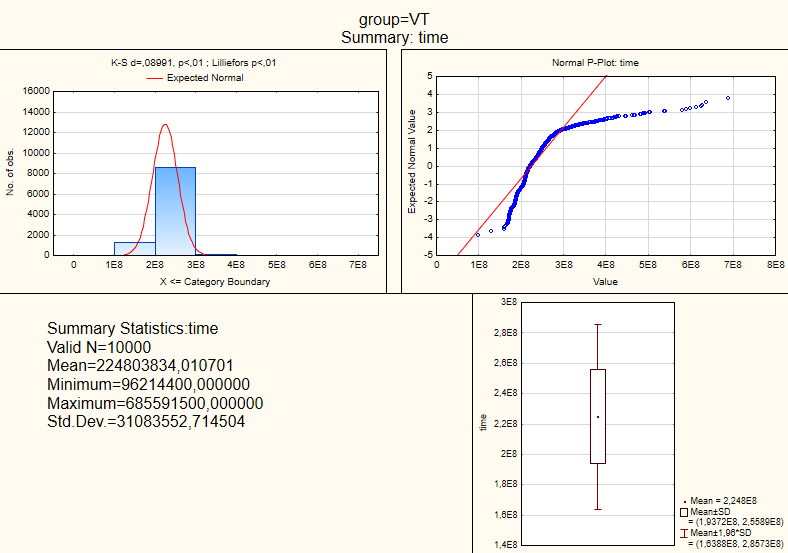 group=VT
Summary: time
K-S d=,08991, p<,01 ; Lilliefors p<,01
Expected Normal
16000
14000
12000
10000
8000
6000
4000
2000
0
No. of obs.
0 1E8 2E8 3E8 4E8 5E8 6E8 7E8
X <= Category Boundary
Normal P-Plot: time
5
4
3
2
1
0
-1
-2
-3
-4
-5
Expected Normal Value
0 1E8 2E8 3E8 4E8 5E8 6E8 7E8 8E8
Value
Summary Statistics:time
Valid N=10000
Mean=224803834,010701
Minimum=96214400,000000
Maximum=685591500,000000
Std.Dev.=31083552,714504
3E8
2,8E8
2,6E8
2,4E8
2,2E8
2E8
1,8E8
1,6E8
1,4E8
time
Mean = 2,248E8
Mean±SD
= (1,9372E8, 2,5589E8)
Mean±1,96*SD
= (1,6388E8, 2,8573E8)